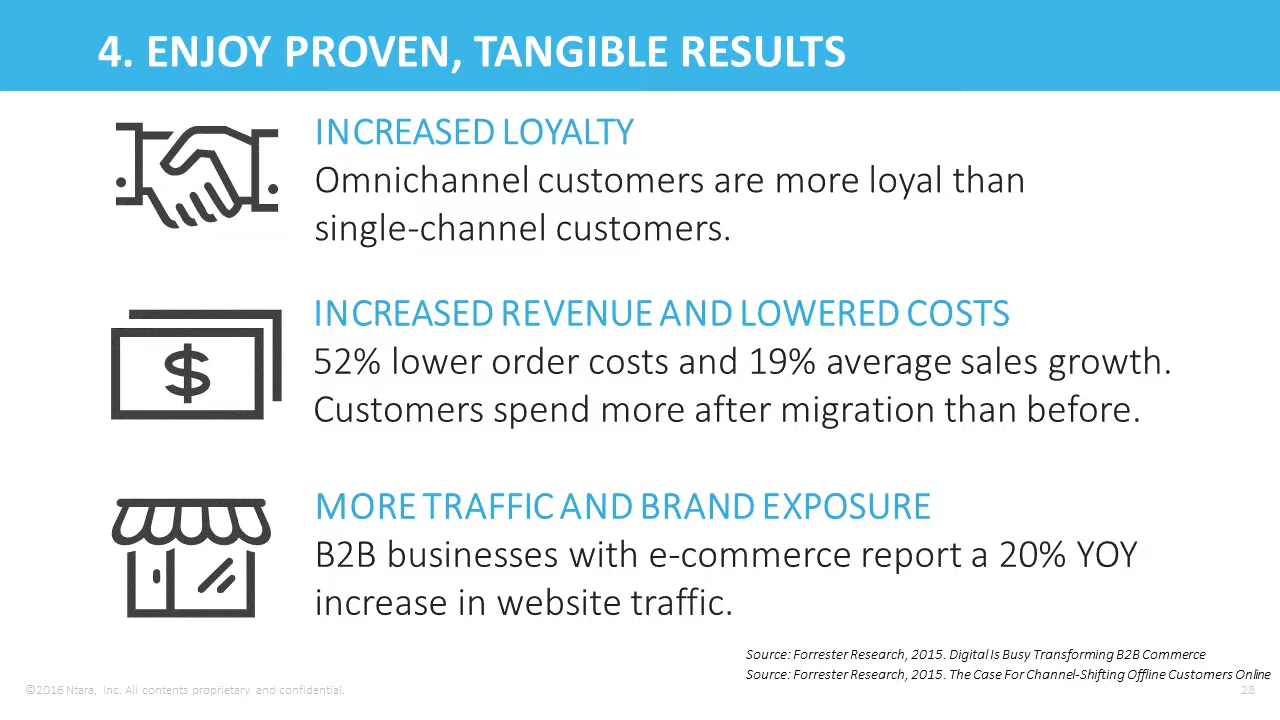 4. ENJOY PROVEN, TANGIBLE RESULTS
INCREASED LOYALTY
Omnichannel customers are more loyal than
single-channel customers.
INCREASED REVENUE AND LOWERED COSTS
$
52% lower order costs and 19% average sales growth.
Customers spend more after migration than before.
MORE TRAFFIC AND BRAND EXPOSURE
B2B businesses with e-commerce report a 20% YOY
increase in website traffic.
Source: Forrester Research, 2015. Digital Is Busy Transforming B2B Commerce
Source: Forrester Research, 2015. The Case For Channel-Shifting Offline Customers Online
©2016 Ntara, Inc. All contents proprietary and confidential.
28